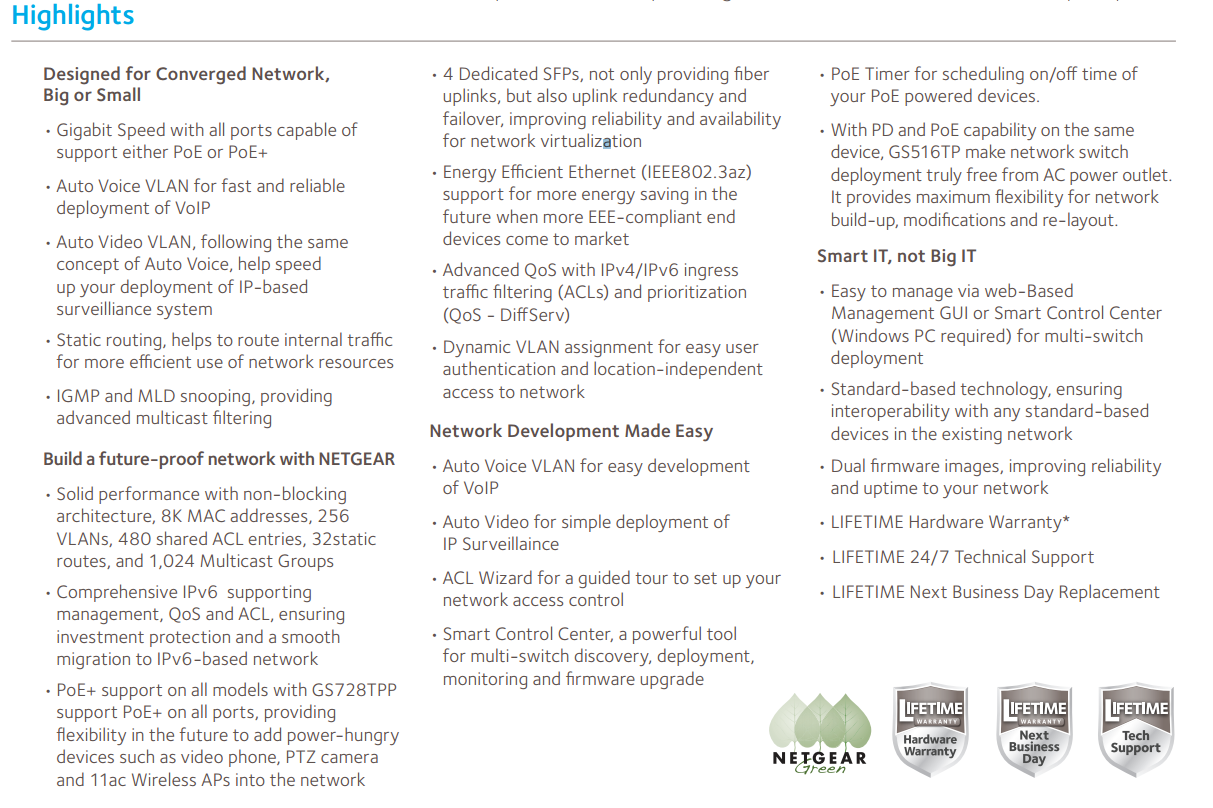 Highlights
Designed for Converged Network,
Big or Small
• Gigabit Speed with all ports capable of
support either PoE or PoE+
• Auto Voice VLAN for fast and reliable
deployment of VoIP
• Auto Video VLAN, following the same
concept of Auto Voice, help speed
up your deployment of IP-based
surveillance system
• Static routing, helps to route internal traffic
for more efficient use of network resources
• IGMP and MLD snooping, providing
advanced multicast filtering
Build a future-proof network with NETGEAR
• Solid performance with non-blocking
architecture, 8K MAC addresses, 256
VLANs, 480 shared ACL entries, 32static
routes, and 1,024 Multicast Groups
• Comprehensive IPv6 supporting
management, QoS and ACL, ensuring
investment protection and a smooth
migration to IPv6-based network
• PoE+ support on all models with GS728TPP
support PoE+ on all ports, providing
flexibility in the future to add power-hungry
devices such as video phone, PTZ camera
and 11ac Wireless APs into the network
• 4 Dedicated SFPs, not only providing fiber
uplinks, but also uplink redundancy and
failover, improving reliability and availability
for network virtualization
• Energy Efficient Ethernet (IEEE802.3az)
support for more energy saving in the
future when more EEE-compliant end
devices come to market
• Advanced QoS with IPv4/IPv6 ingress
traffic filtering (ACLs) and prioritization
(QoS - DiffServ)
• Dynamic VLAN assignment for easy user
authentication and location-independent
access to network
Network Development Made Easy
• Auto Voice VLAN for easy development
of VoIP
• Auto Video for simple deployment of
IP Surveillaince
• ACL Wizard for a guided tour to set up your
network access control
• Smart Control Center, a powerful tool
for multi-switch discovery, deployment,
monitoring and firmware upgrade
• PoE Timer for scheduling on/off time of
your PoE powered devices.
• With PD and PoE capability on the same
device, GS516TP make network switch
deployment truly free from AC power outlet.
It provides maximum flexibility for network
build-up, modifications and re-layout.
Smart IT, not Big IT
• Easy to manage via web-Based
Management GUI or Smart Control Center
(Windows PC required) for multi-switch
deployment
• Standard-based technology, ensuring
interoperability with any standard-based
devices in the existing network
• Dual firmware images, improving reliability
and uptime to your network
• LIFETIME Hardware Warranty*
• LIFETIME 24/7 Technical Support
• LIFETIME Next Business Day Replacement
NETGEAR
Green
LIFETIME
WARRANTY
Hardware
Warranty
LIFETIME
WARRANTY
Next
Business
Day
LIFETIME
WARRANTY
Tech
Support